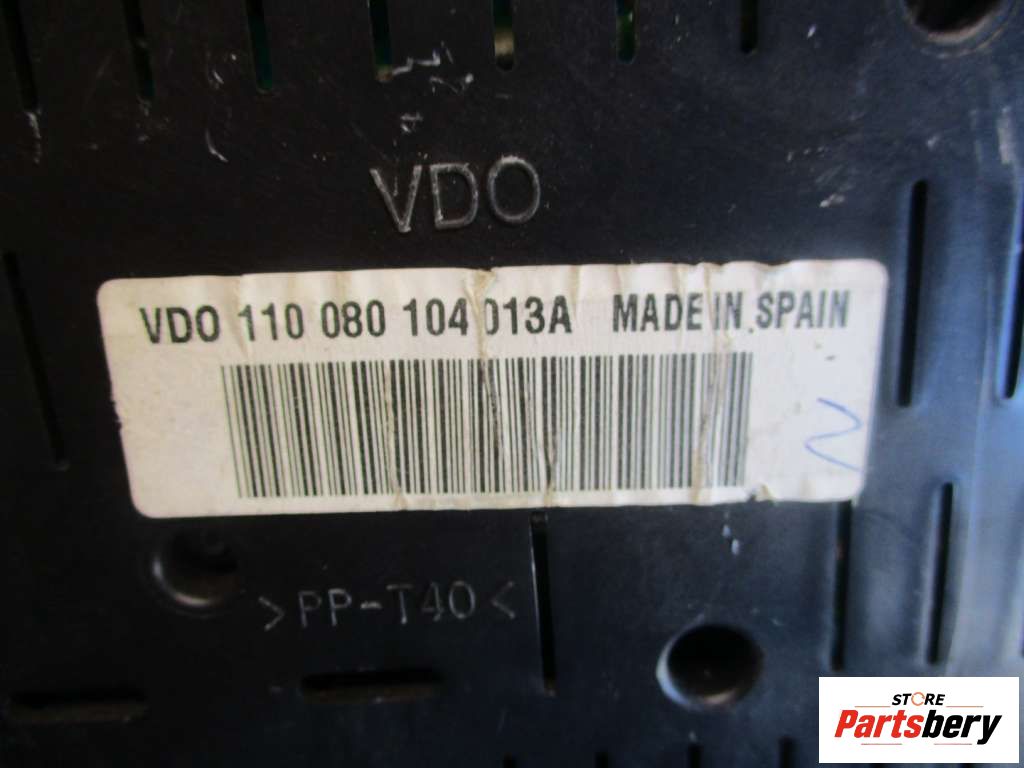 VDO
VDO 110 080 104 013A MADE IN SPAIN
>PP-T40<
STORE
Partsbery